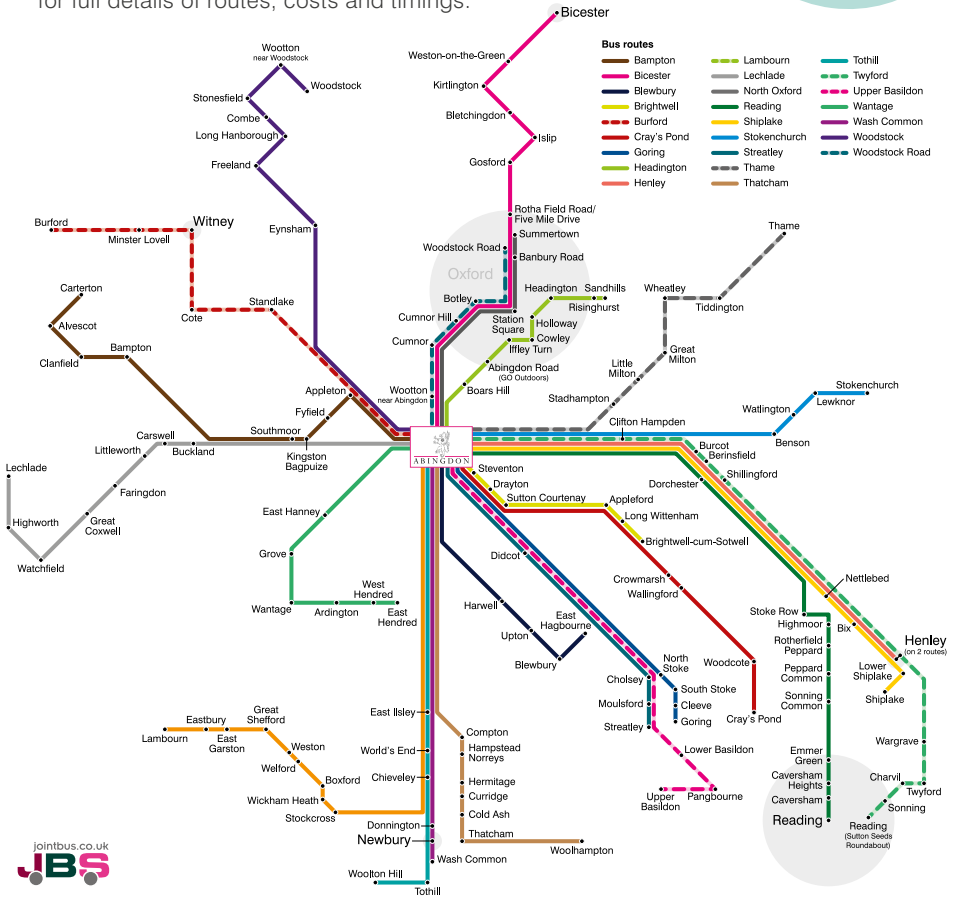 for full details of routes, costs and timings.
Bicester
Weston-on-the-Green
Kirtlington
Bletchingdon
Islip
Gosford
Rotha Field Road/
Five Mile Drive
Summertown
Woodstock Road
Banbury Road
Oxford
Botley
Cumnor Hill
Cumnor
Station
Square
Wootton
near Abingdon
Headington
Sandhills
Risinghurst
Holloway
Cowley
Iffley Turn
Abingdon Road
(GO Outdoors)
Boars Hill
Bus routes
Bampton
Bicester
Blewbury
Brightwell
Burford
Cray's Pond
Goring
Headington
Henley
Lambourn
Lechlade
North Oxford
Reading
Shiplake
Stokenchurch
Streatley
Thame
Thatcham
Tothill
Twyford
Upper Basildon
Wantage
Wash Common
Woodstock
Woodstock Road
Wootton
near Woodstock
Woodstock
Stonesfield
Combe
Long Hanborough
Freeland
Eynsham
Burford
Minster Lovell
Witney
Cote
Standlake
Carterton
Alvescot
Clanfield
Bampton
Appleton
Fyfield
Southmoor
Kingston
Bagpuize
Carswell
Buckland
Littleworth
Faringdon
Great
Coxwell
Lechlade
Highworth
Watchfield
East Hanney
Grove
Wantage
Ardington
West
Hendred
East
Hendred
ABINGDON
Thame
Wheatley
Tiddington
Great
Milton
Little
Milton
Stadhampton
Clifton Hampden
Stokenchurch
Lewknor
Watlington
Benson
Burcot
Berinsfield
Shillingford
Dorchester
Steventon
Drayton
Sutton Courtenay
Appleford
Long Wittenham
Brightwell-cum-Sotwell
Didcot
Crowmarsh
Wallingford
Harwell
Upton
Blewbury
East
Hagbourne
Nettlebed
Stoke Row
Highmoor
Bix
Rotherfield
Peppard
Peppard
Common
Sonning
Common
Emmer
Green
Caversham
Heights
Caversham
Reading
Henley
(on 2 routes)
Lower
Shiplake
Shiplake
Wargrave
Charvil
Twyford
Sonning
Reading
(Sutton Seeds
Roundabout)
Woodcote
Cray's Pond
North
Stoke
South Stoke
Cleeve
Goring
Cholsey
Moulsford
Streatley
Lower Basildon
Upper
Basildon
Pangbourne
East Ilsley
World's End
Chieveley
Donnington
Newbury
Wash Common
Woolton Hill
Tothill
Compton
Hampstead
Norreys
Hermitage
Curridge
Cold Ash
Thatcham
Woolhampton
Lambourn
Eastbury
East
Garston
Great
Shefford
Weston
Welford
Boxford
Wickham Heath
Stockcross
jointbus.co.uk
JBS